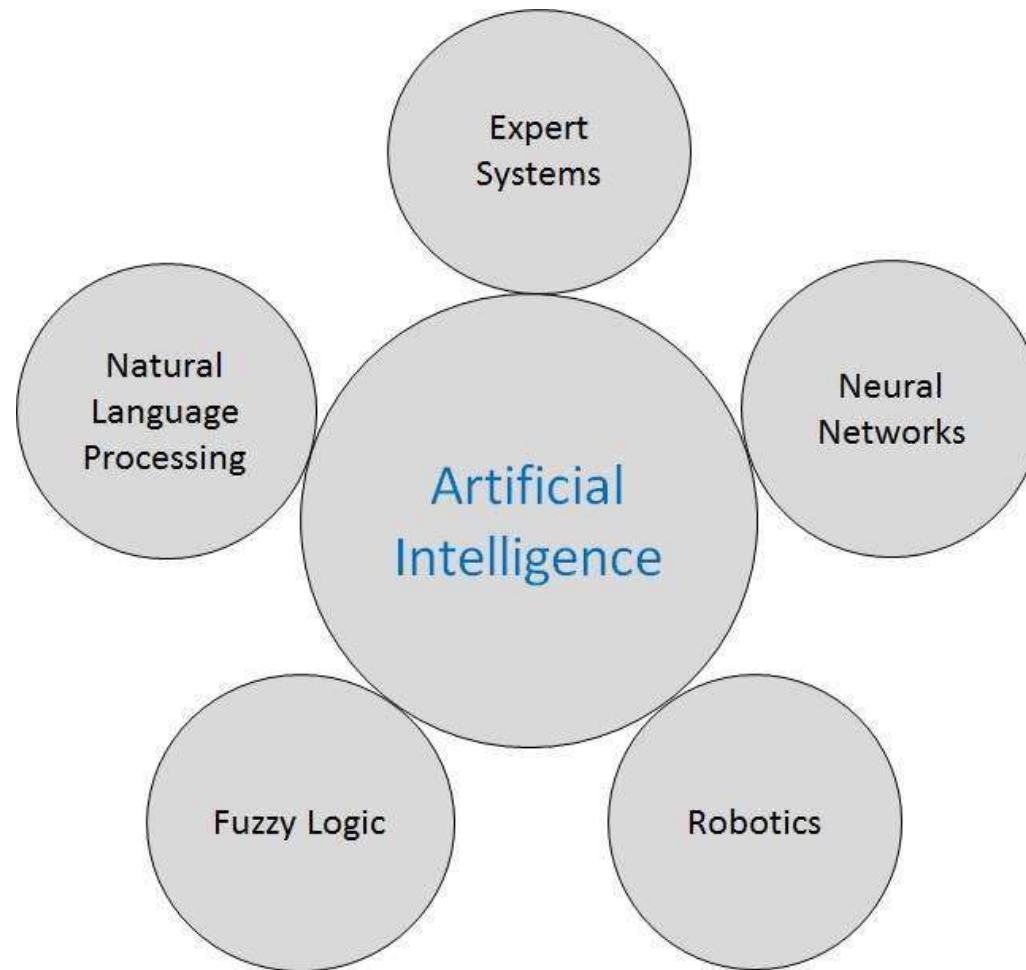 Expert
Systems
Natural
Language
Processing
Neural
Networks
Artificial
Intelligence
Fuzzy Logic
Robotics